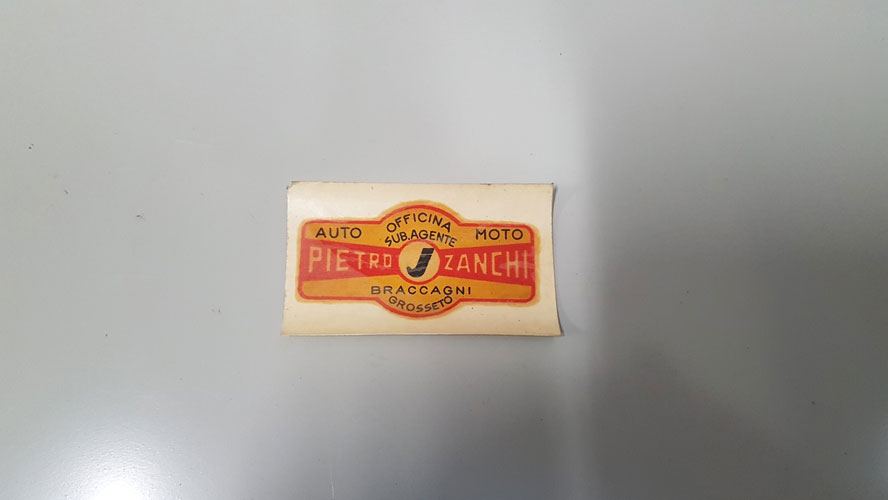 OFFICINA
SUB.AGENTE
AUTO MOTO
PIETRO J ZANCHI
BRACCAGNI
GROSSETO